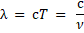 λ = cT = c/ν